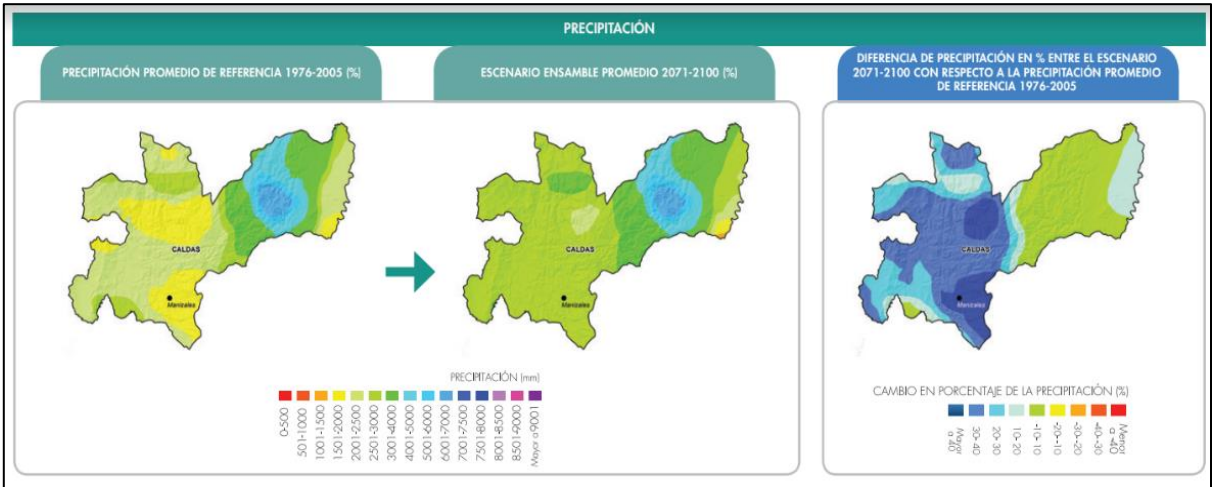 PRECIPITACIÓN
PRECIPITACIÓN PROMEDIO DE REFERENCIA 1976-2005 (%)
ESCENARIO ENSAMBLE PROMEDIO 2071-2100 (%)
DIFERENCIA DE PRECIPITACIÓN EN % ENTRE EL ESCENARIO
2071-2100 CON RESPECTO A LA PRECIPITACIÓN PROMEDIO
DE REFERENCIA 1976-2005
CALDAS
Manizales
CALDAS
Manizales
CALDAS
Manizales
PRECIPITACIÓN (mm)
0-500
501-1000
1001-1500
1501-2000
2001-2500
2501-3000
3001-4000
4001-5000
5001-6000
6001-7000
7001-7500
7501-8000
8001-8500
8501-9000
Mayor a 9001
CAMBIO EN PORCENTAJE DE LA PRECIPITACIÓN (%)
Mayor
a 40
30-40
20-30
10-20
-10-10
-20-10
-30-20
-40-30
Menor
a -40